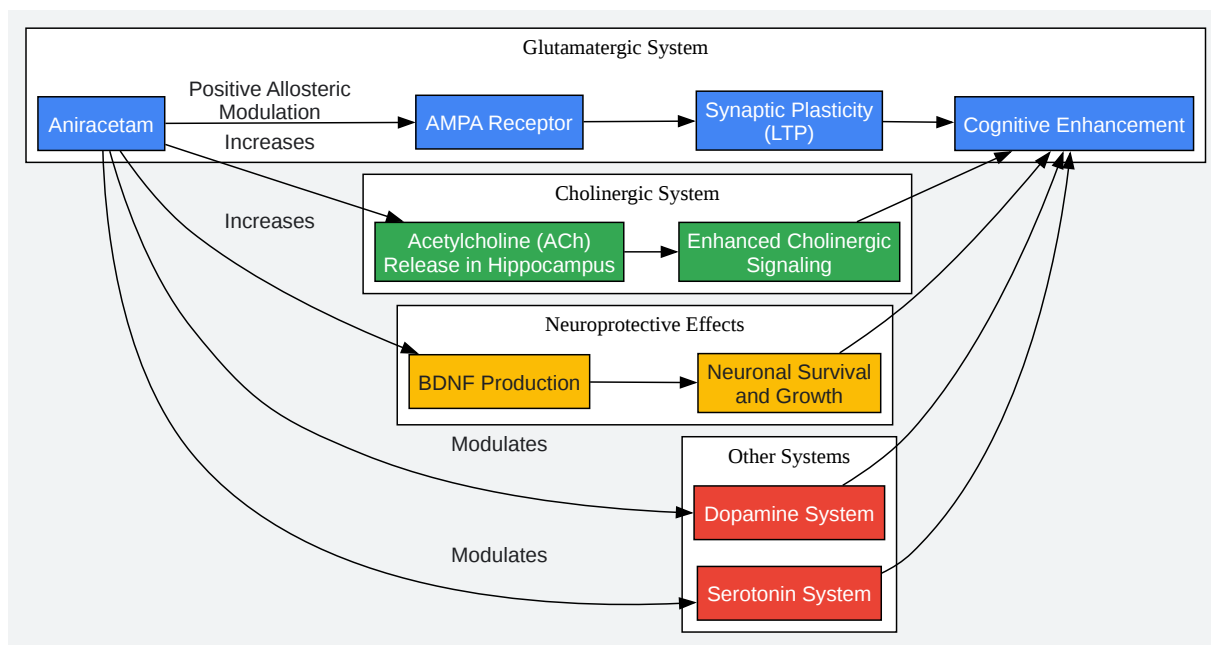 Glutamatergic System
Positive Allosteric
Modulation
Aniracetam
AMPA Receptor
Synaptic Plasticity
(LTP)
Cognitive Enhancement
Increases
Cholinergic System
Increases
Acetylcholine (ACh)
Release in Hippocampus
Enhanced Cholinergic
Signaling
Neuroprotective Effects
BDNF Production
Neuronal Survival
and Growth
Modulates
Other Systems
Dopamine System
Modulates
Serotonin System